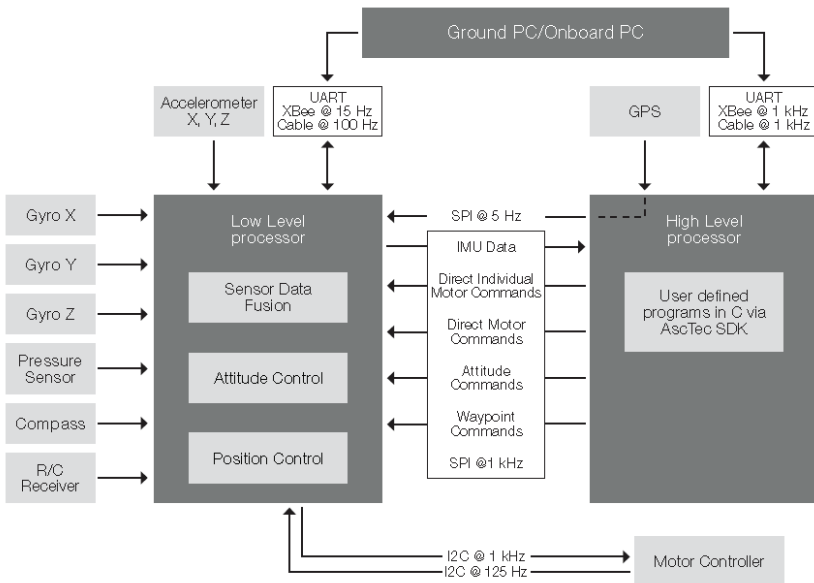 Ground PC/Onboard PC
Accelerometer
X, Y, Z
UART
XBee @ 15 Hz
Cable @ 100 Hz
GPS
UART
XBee @ 1 kHz
Cable @ 1 kHz
Gyro X
Gyro Y
Gyro Z
Pressure
Sensor
Compass
R/C
Receiver
Low Level
processor
Sensor Data
Fusion
Attitude Control
Position Control
SPI @ 5 Hz
IMU Data
Direct Individual
Motor Commands
Direct Motor
Commands
Attitude
Commands
Waypoint
Commands
SPI @1 kHz
High Level
processor
User defined
programs in C via
AscTec SDK
I2C @ 1 kHz
I2C @ 125 Hz
Motor Controller